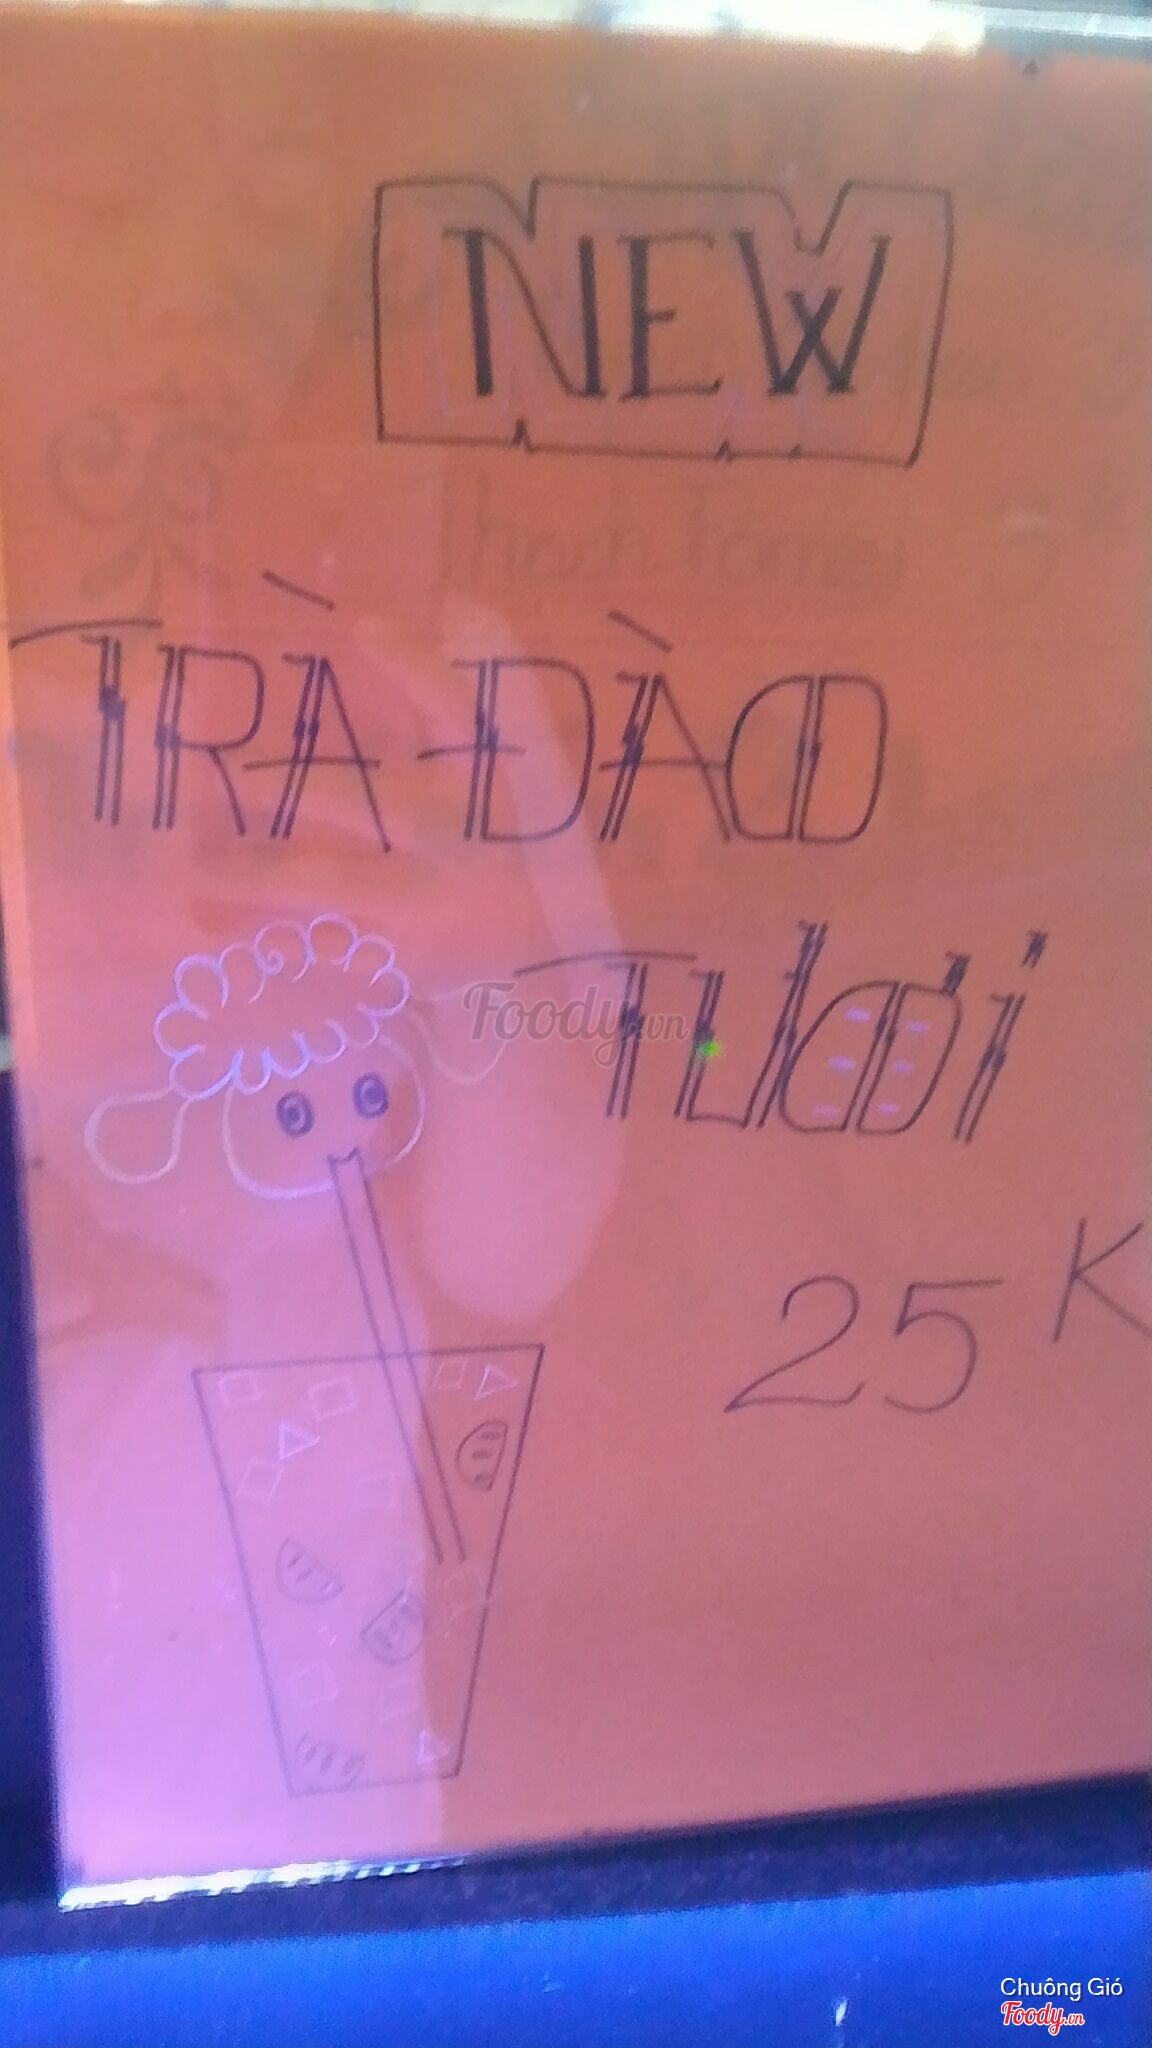 NEW
TRÀ ĐÀO
TƯƠI
25K
Foody.vn
Chuông Gió
Foody.vn